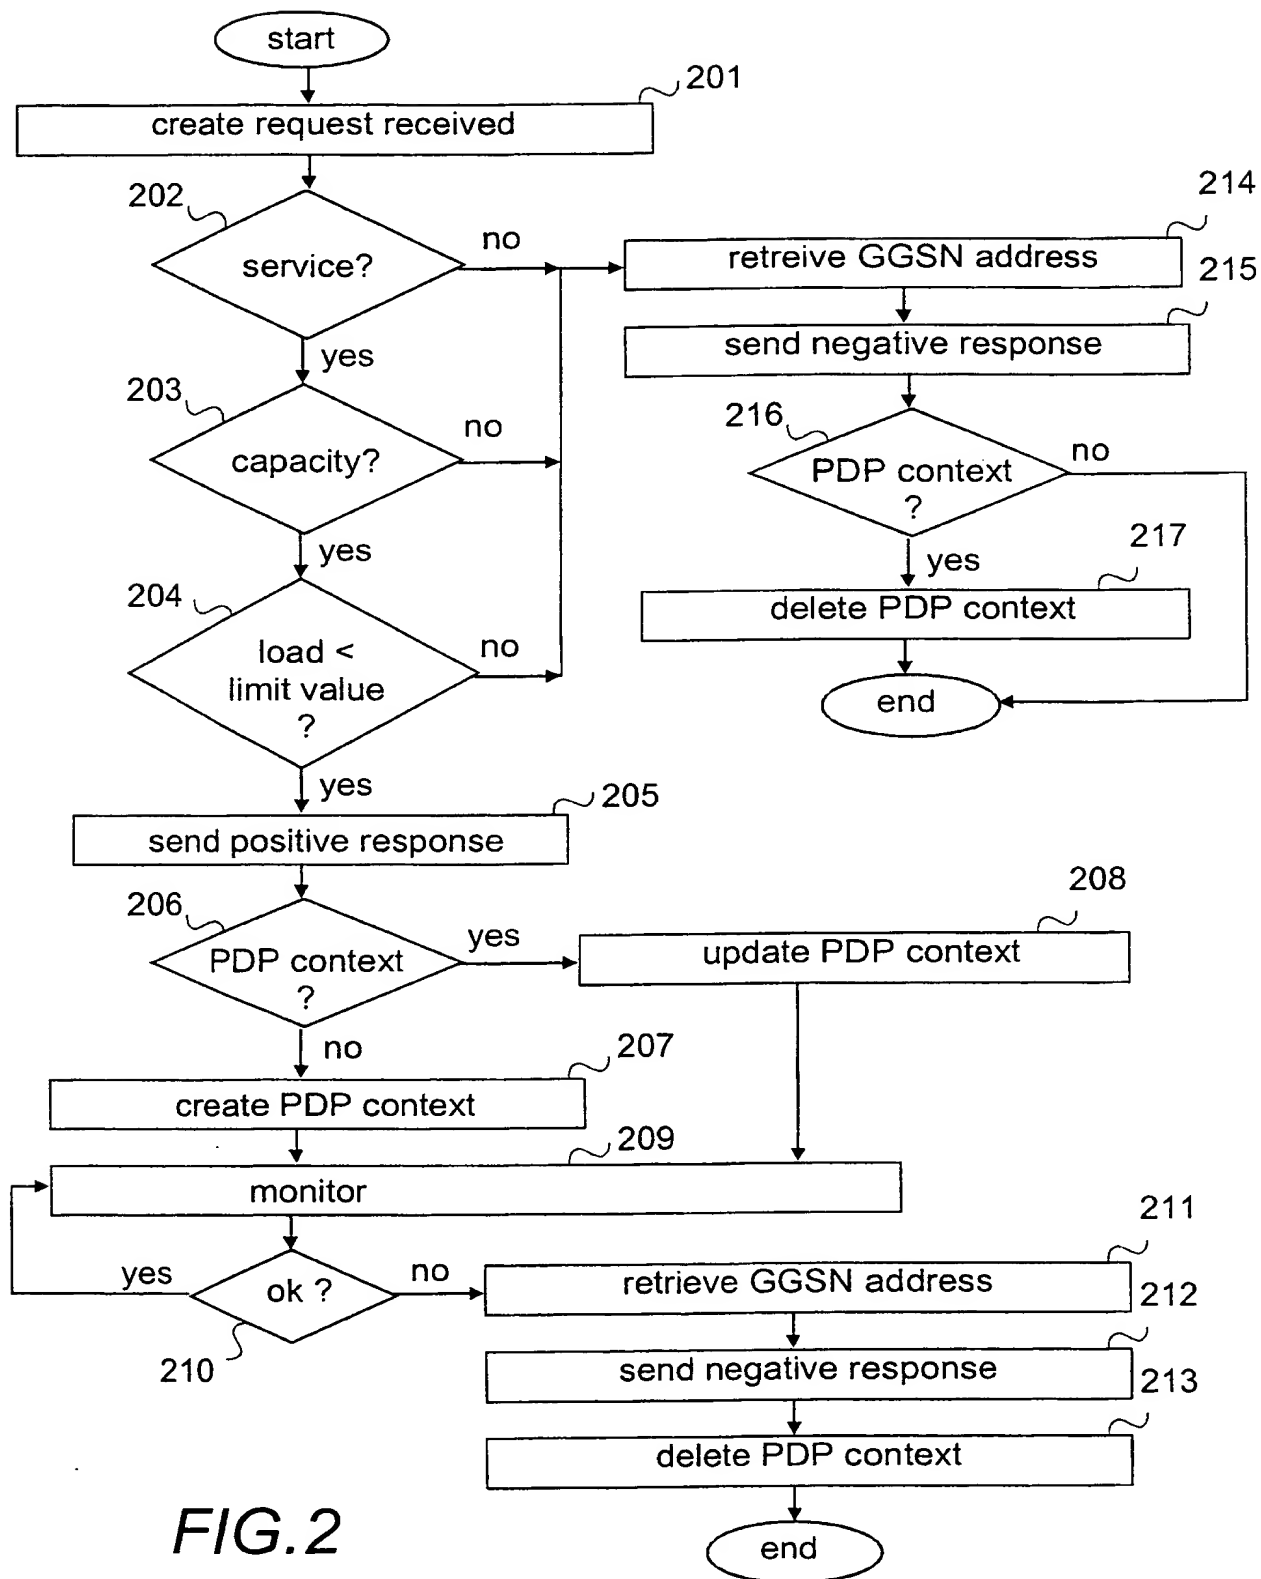 start
201
create request received
202
service?
no
yes
214
retreive GGSN address
215
send negative response
203
capacity?
no
yes
216
PDP context
?
no
yes
217
delete PDP context
end
204
load <
limit value
?
no
yes
205
send positive response
206
PDP context
?
yes
208
update PDP context
no
207
create PDP context
209
monitor
yes
ok ?
no
210
211
retrieve GGSN address
212
send negative response
213
delete PDP context
end
FIG.2